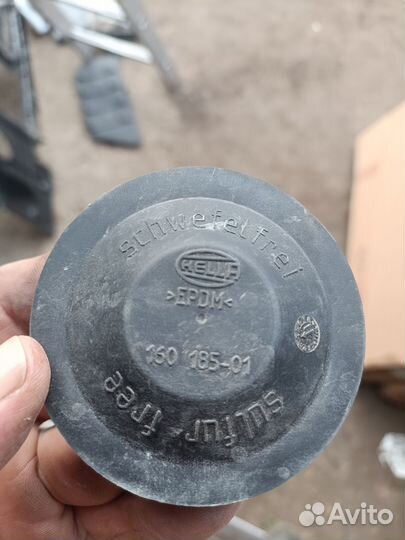 schwefelfrei
HELLA
>EPDM<
160 185-01
sulfur free
Avito